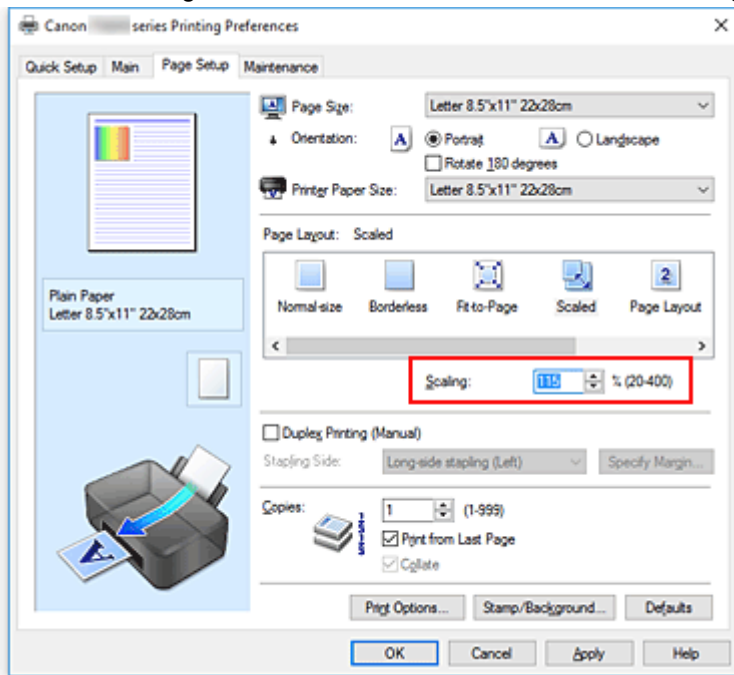 Canon series Printing Preferences
Quick Setup Main Page Setup Maintenance
Page Size: Letter 8.5"x11" 22x28cm
Orientation: A Portrait A Landscape
Rotate 180 degrees
Printer Paper Size: Letter 8.5"x11" 22x28cm
Page Layout: Scaled
2
Normal-size Borderless Fit-to-Page Scaled Page Layout
Plain Paper
Letter 8.5"x11" 22x28cm
Scaling: 115 % (20-400)
Duplex Printing (Manual)
Stapling Side: Long-side stapling (Left) Specify Margin...
Copies: 1 (1-999)
Print from Last Page
Collate
A
Print Options... Stamp/Background... Defaults
OK Cancel Apply Help